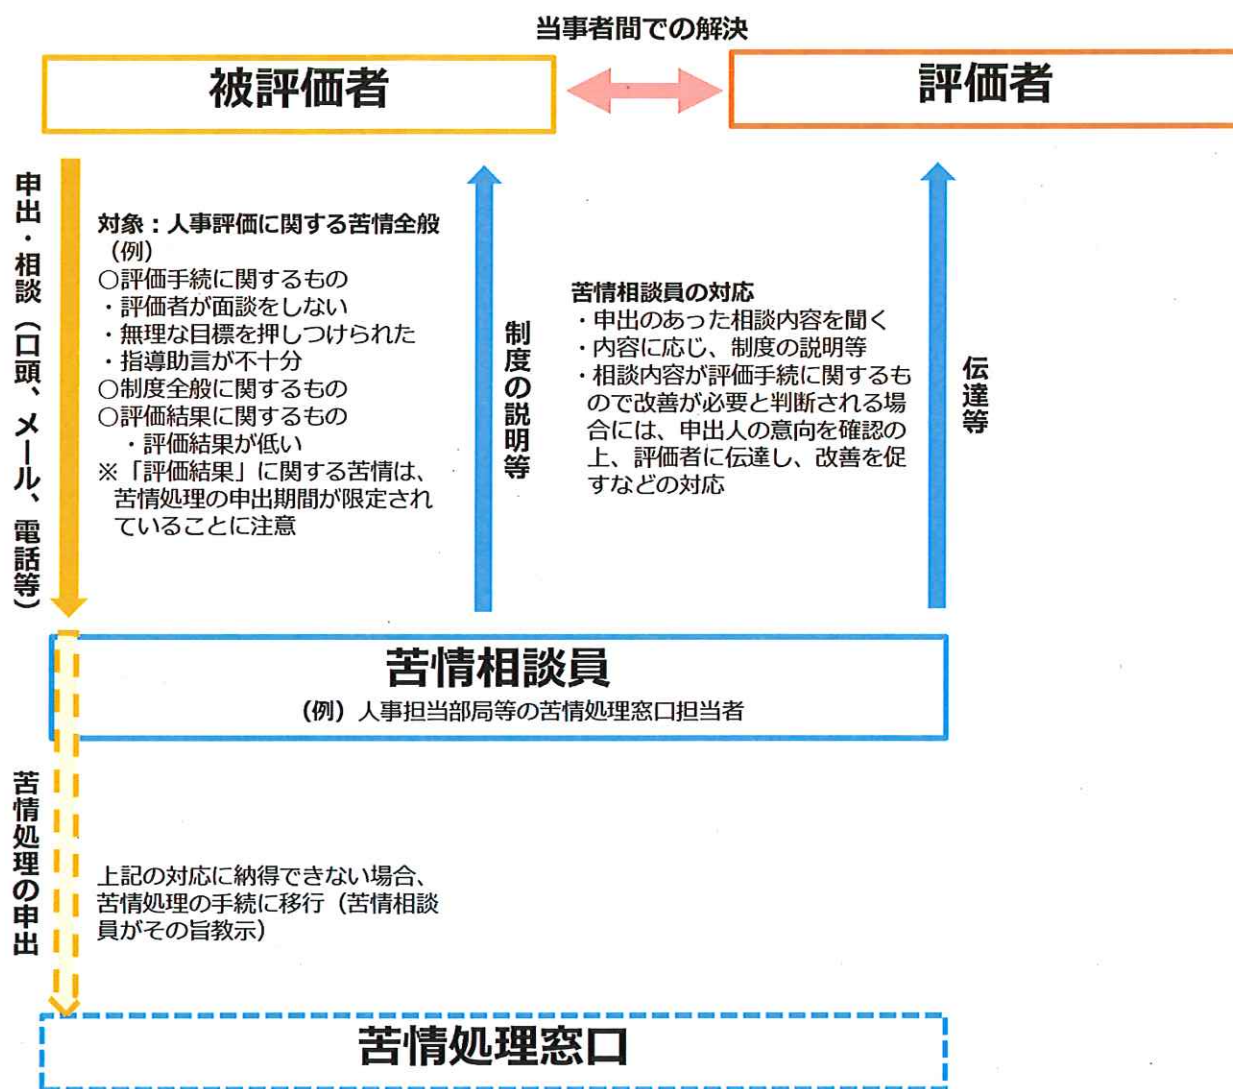 当事者間での解決
被評価者
評価者
申出・相談（口頭、メール、電話等）
対象：人事評価に関する苦情全般
（例）
○評価手続に関するもの
・評価者が面談をしない
・無理な目標を押しつけられた
・指導助言が不十分
○制度全般に関するもの
○評価結果に関するもの
・評価結果が低い
※「評価結果」に関する苦情は、
苦情処理の申出期間が限定され
ていることに注意
制度の説明等
苦情相談員の対応
・申出のあった相談内容を聞く
・内容に応じ、制度の説明等
・相談内容が評価手続に関するも
ので改善が必要と判断される場
合には、申出人の意向を確認の
上、評価者に伝達し、改善を促
すなどの対応
伝達等
苦情相談員
（例）人事担当部局等の苦情処理窓口担当者
苦情処理の申出
上記の対応に納得できない場合、
苦情処理の手続に移行（苦情相談
員がその旨教示）
苦情処理窓口